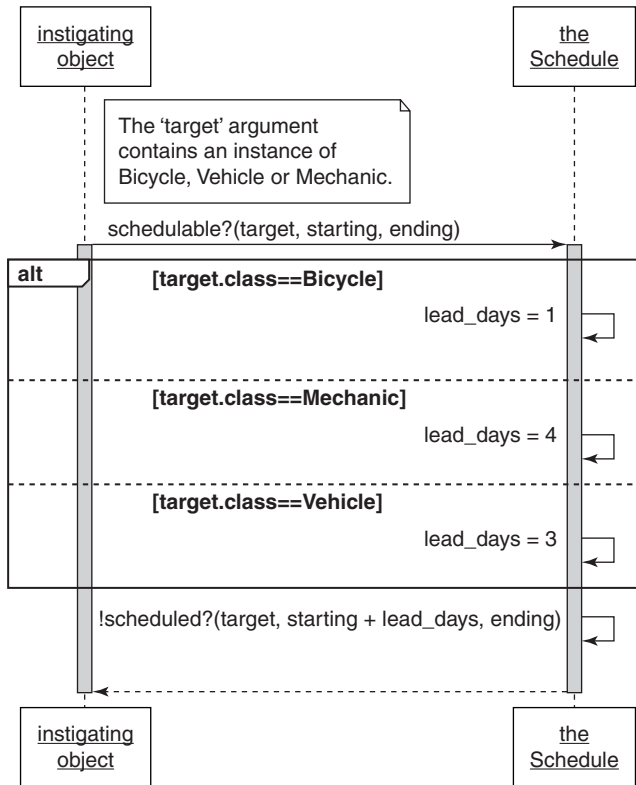 instigating
object
the
Schedule
The ‘target’ argument
contains an instance of
Bicycle, Vehicle or Mechanic.
schedulable?(target, starting, ending)
alt
[target.class==Bicycle]
lead_days = 1
[target.class==Mechanic]
lead_days = 4
[target.class==Vehicle]
lead_days = 3
!scheduled?(target, starting + lead_days, ending)
instigating
object
the
Schedule